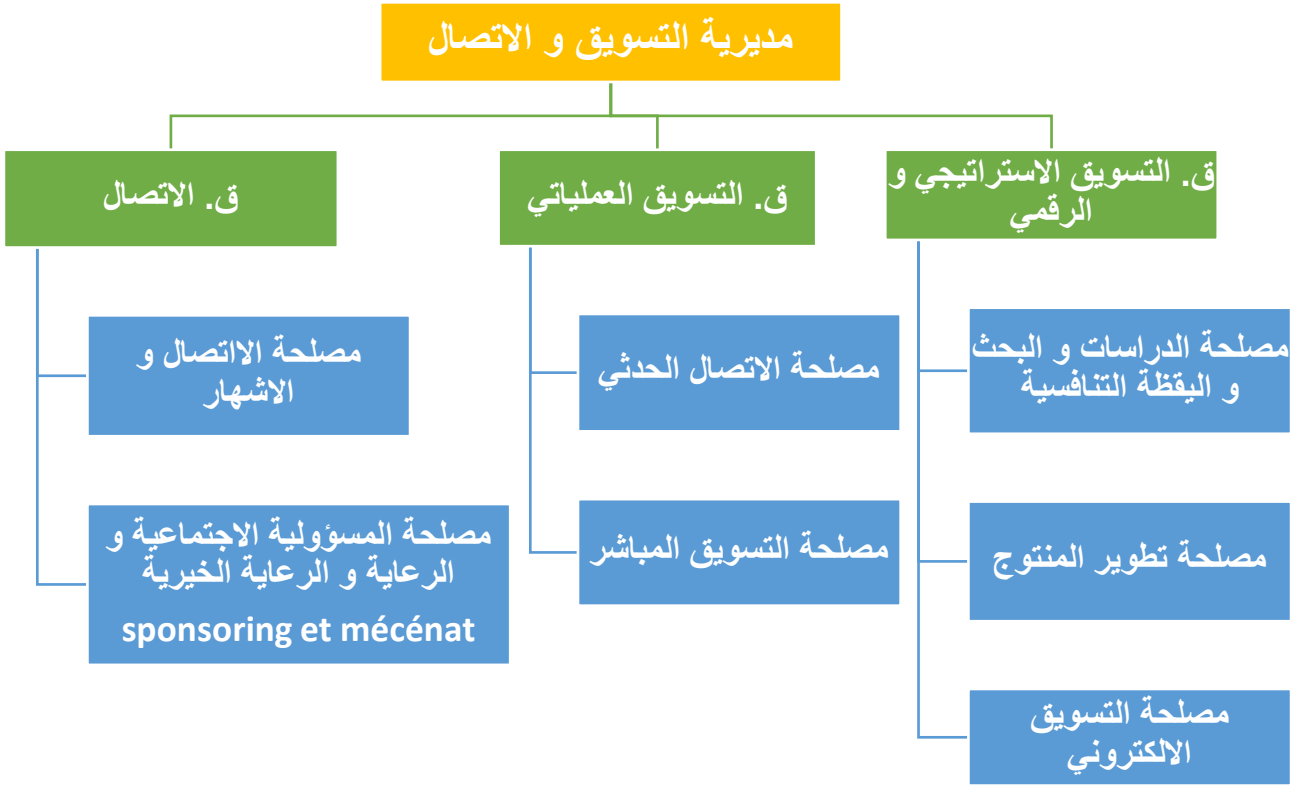 مديرية التسويق و الاتصال
ق. التسويق الاستراتيجي و
الرقمي
ق. التسويق العملياتي
ق. الاتصال
مصلحة الدراسات و البحث
و اليقظة التنافسية
مصلحة تطوير المنتوج
مصلحة التسويق
الالكتروني
مصلحة الاتصال الحدثي
مصلحة التسويق المباشر
مصلحة الااتصال و
الاشهار
مصلحة المسؤولية الاجتماعية و
الرعاية و الرعاية الخيرية
sponsoring et mécénat